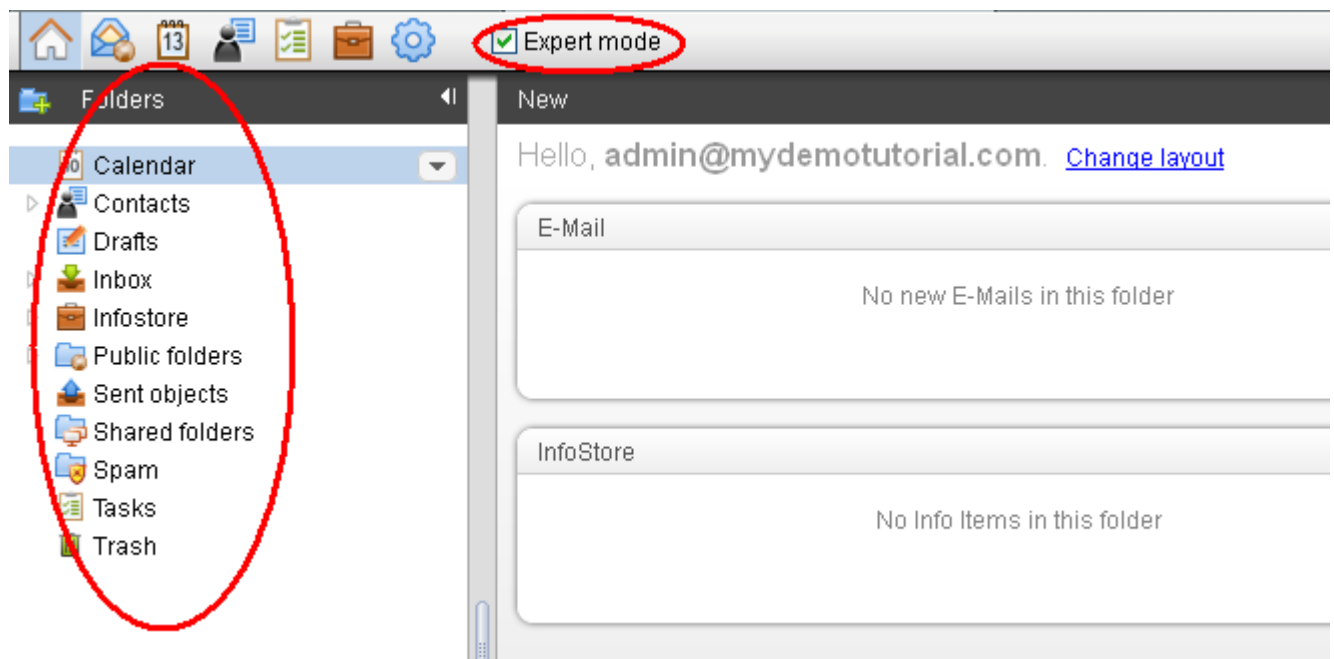 13
Expert mode
Folders
New
Calendar
Contacts
Drafts
Inbox
Infostore
Public folders
Sent objects
Shared folders
Spam
Tasks
Trash
Hello, admin@mydemotutorial.com. Change layout
E-Mail
No new E-Mails in this folder
InfoStore
No Info Items in this folder